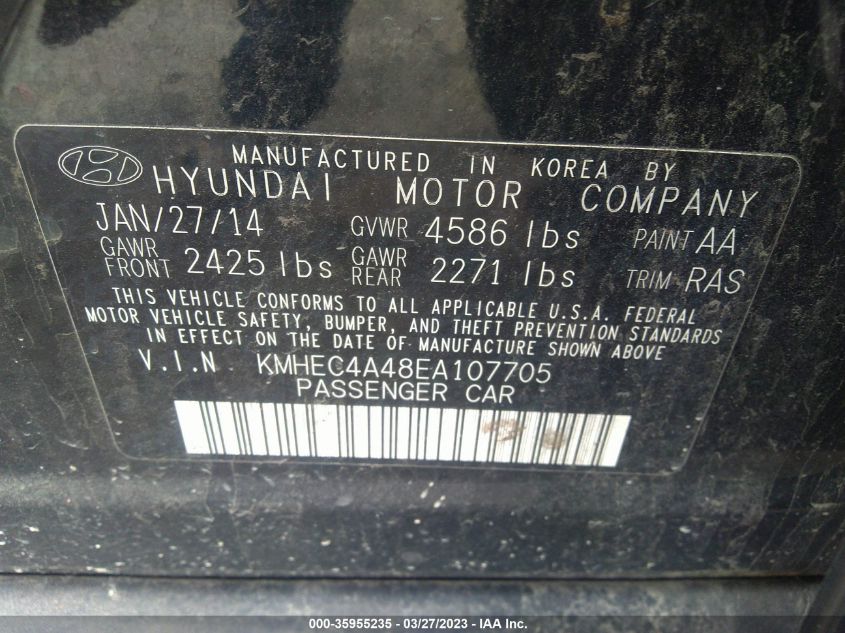 MANUFACTURED IN KOREA BY
HYUNDAI MOTOR COMPANY
JAN/27/14 GVWR 4586 lbs PAINT AA
GAWR FRONT 2425 lbs GAWR REAR 2271 lbs TRIM RAS
THIS VEHICLE CONFORMS TO ALL APPLICABLE U.S.A. FEDERAL
MOTOR VEHICLE SAFETY, BUMPER, AND THEFT PREVENTION STANDARDS
IN EFFECT ON THE DATE OF MANUFACTURE SHOWN ABOVE
V.I.N KMHEC4A48EA107705
PASSENGER CAR
000-35955235 - 03/27/2023 - © IAA Inc.